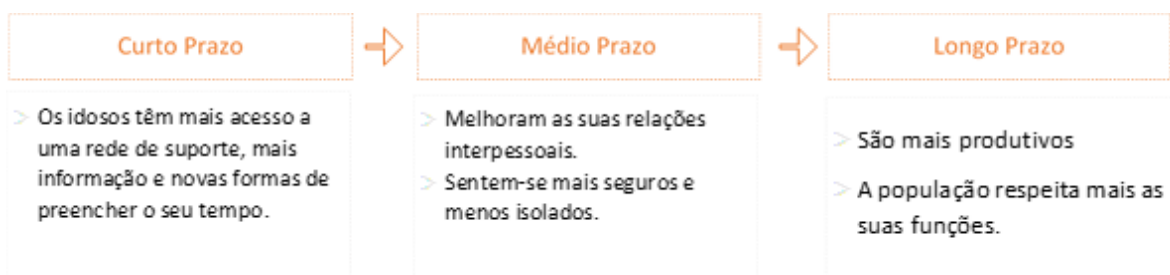 Curto Prazo
Os idosos têm mais acesso a
uma rede de suporte, mais
informação e novas formas de
preencher o seu tempo.
Médio Prazo
Melhoram as suas relações
interpessoais.
Sentem-se mais seguros e
menos isolados.
Longo Prazo
São mais produtivos
A população respeita mais as
suas funções.